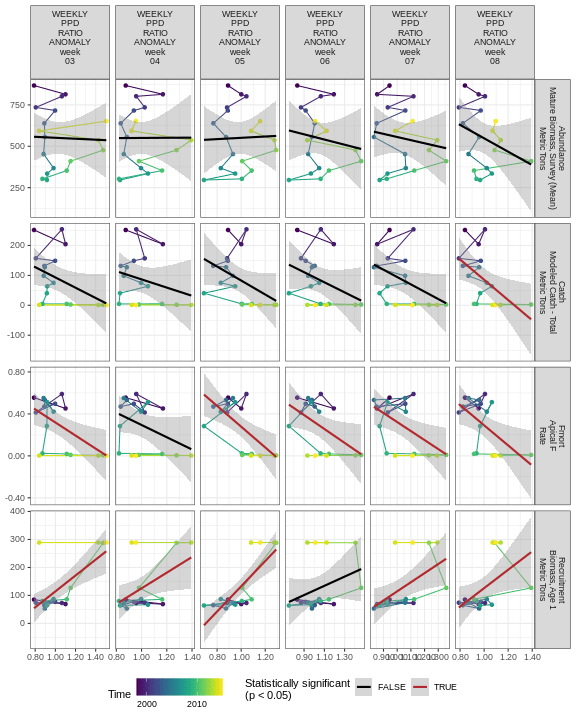 WEEKLY
PPD
RATIO
ANOMALY
week
03
WEEKLY
PPD
RATIO
ANOMALY
week
04
WEEKLY
PPD
RATIO
ANOMALY
week
05
WEEKLY
PPD
RATIO
ANOMALY
week
06
WEEKLY
PPD
RATIO
ANOMALY
week
07
WEEKLY
PPD
RATIO
ANOMALY
week
08
750
500
250
Abundance
Mature Biomass, Survey (Mean)
Metric Tons
200
100
0
-100
Catch
Modeled Catch - Total
Metric Tons
0.80
0.40
0.00
-0.40
Fmort
Apical F
Rate
400
300
200
100
0
Recruitment
Biomass, Age 1
Metric Tons
0.80 1.00 1.20 1.40
0.80 1.00 1.20 1.40
0.80 1.00 1.20
0.90 1.10 1.30
0.80 1.00 1.20 1.40
Time
2000 2010
Statistically significant
(p < 0.05)
FALSE
TRUE